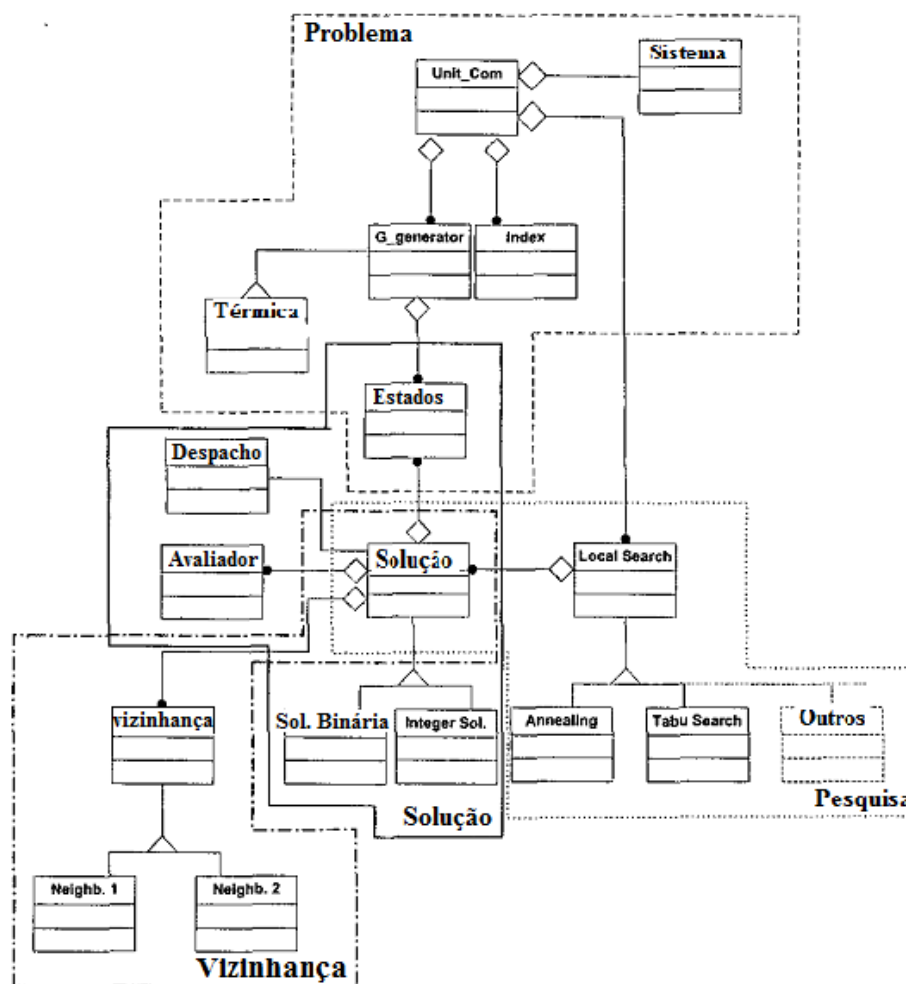 Problema
Sistema
Unit_Com
G_generator
Index
Térmica
Estados
Despacho
Avaliador
Solução
Local Search
vizinhança
Sol. Binária
Integer Sol.
Annealing
Tabu Search
Outros
Solução
Pesquisa
Neighb. 1
Neighb. 2
Vizinhança